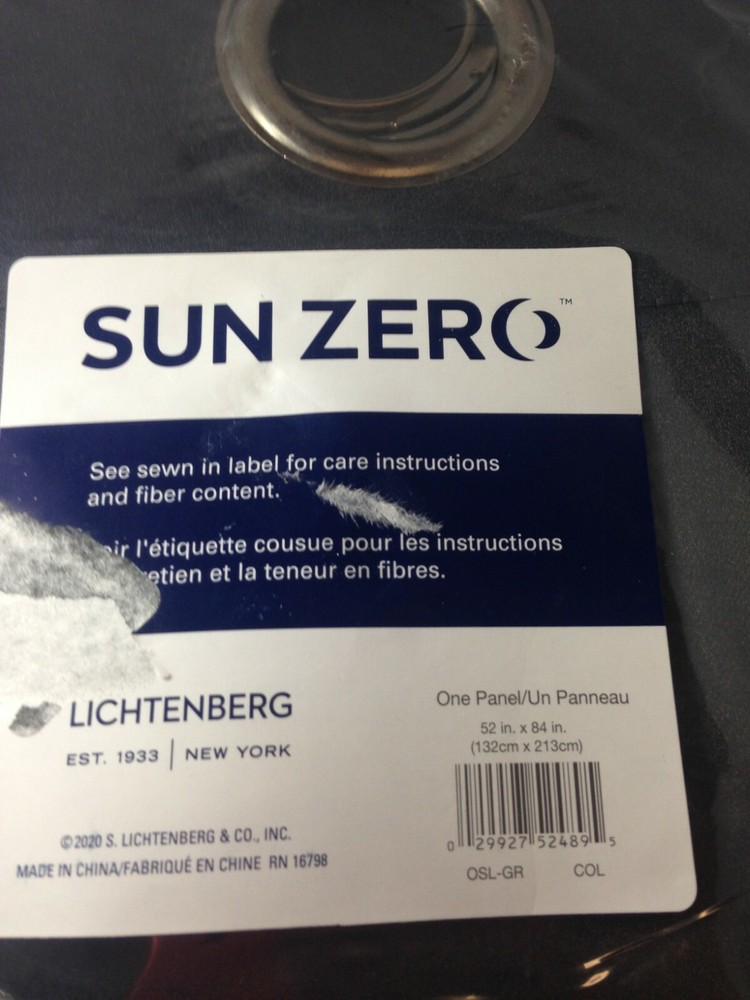 SUN ZERO™
See sewn in label for care instructions
and fiber content.
l'étiquette cousue pour les instructions
et la teneur en fibres.
LICHTENBERG
EST. 1933 | NEW YORK
©2020 S. LICHTENBERG & CO., INC.
MADE IN CHINA/FABRIQUÉ EN CHINE RN 16798
One Panel/Un Panneau
52 in. x 84 in.
(132cm x 213cm)
0 29927 52489 5
OSL-GR COL